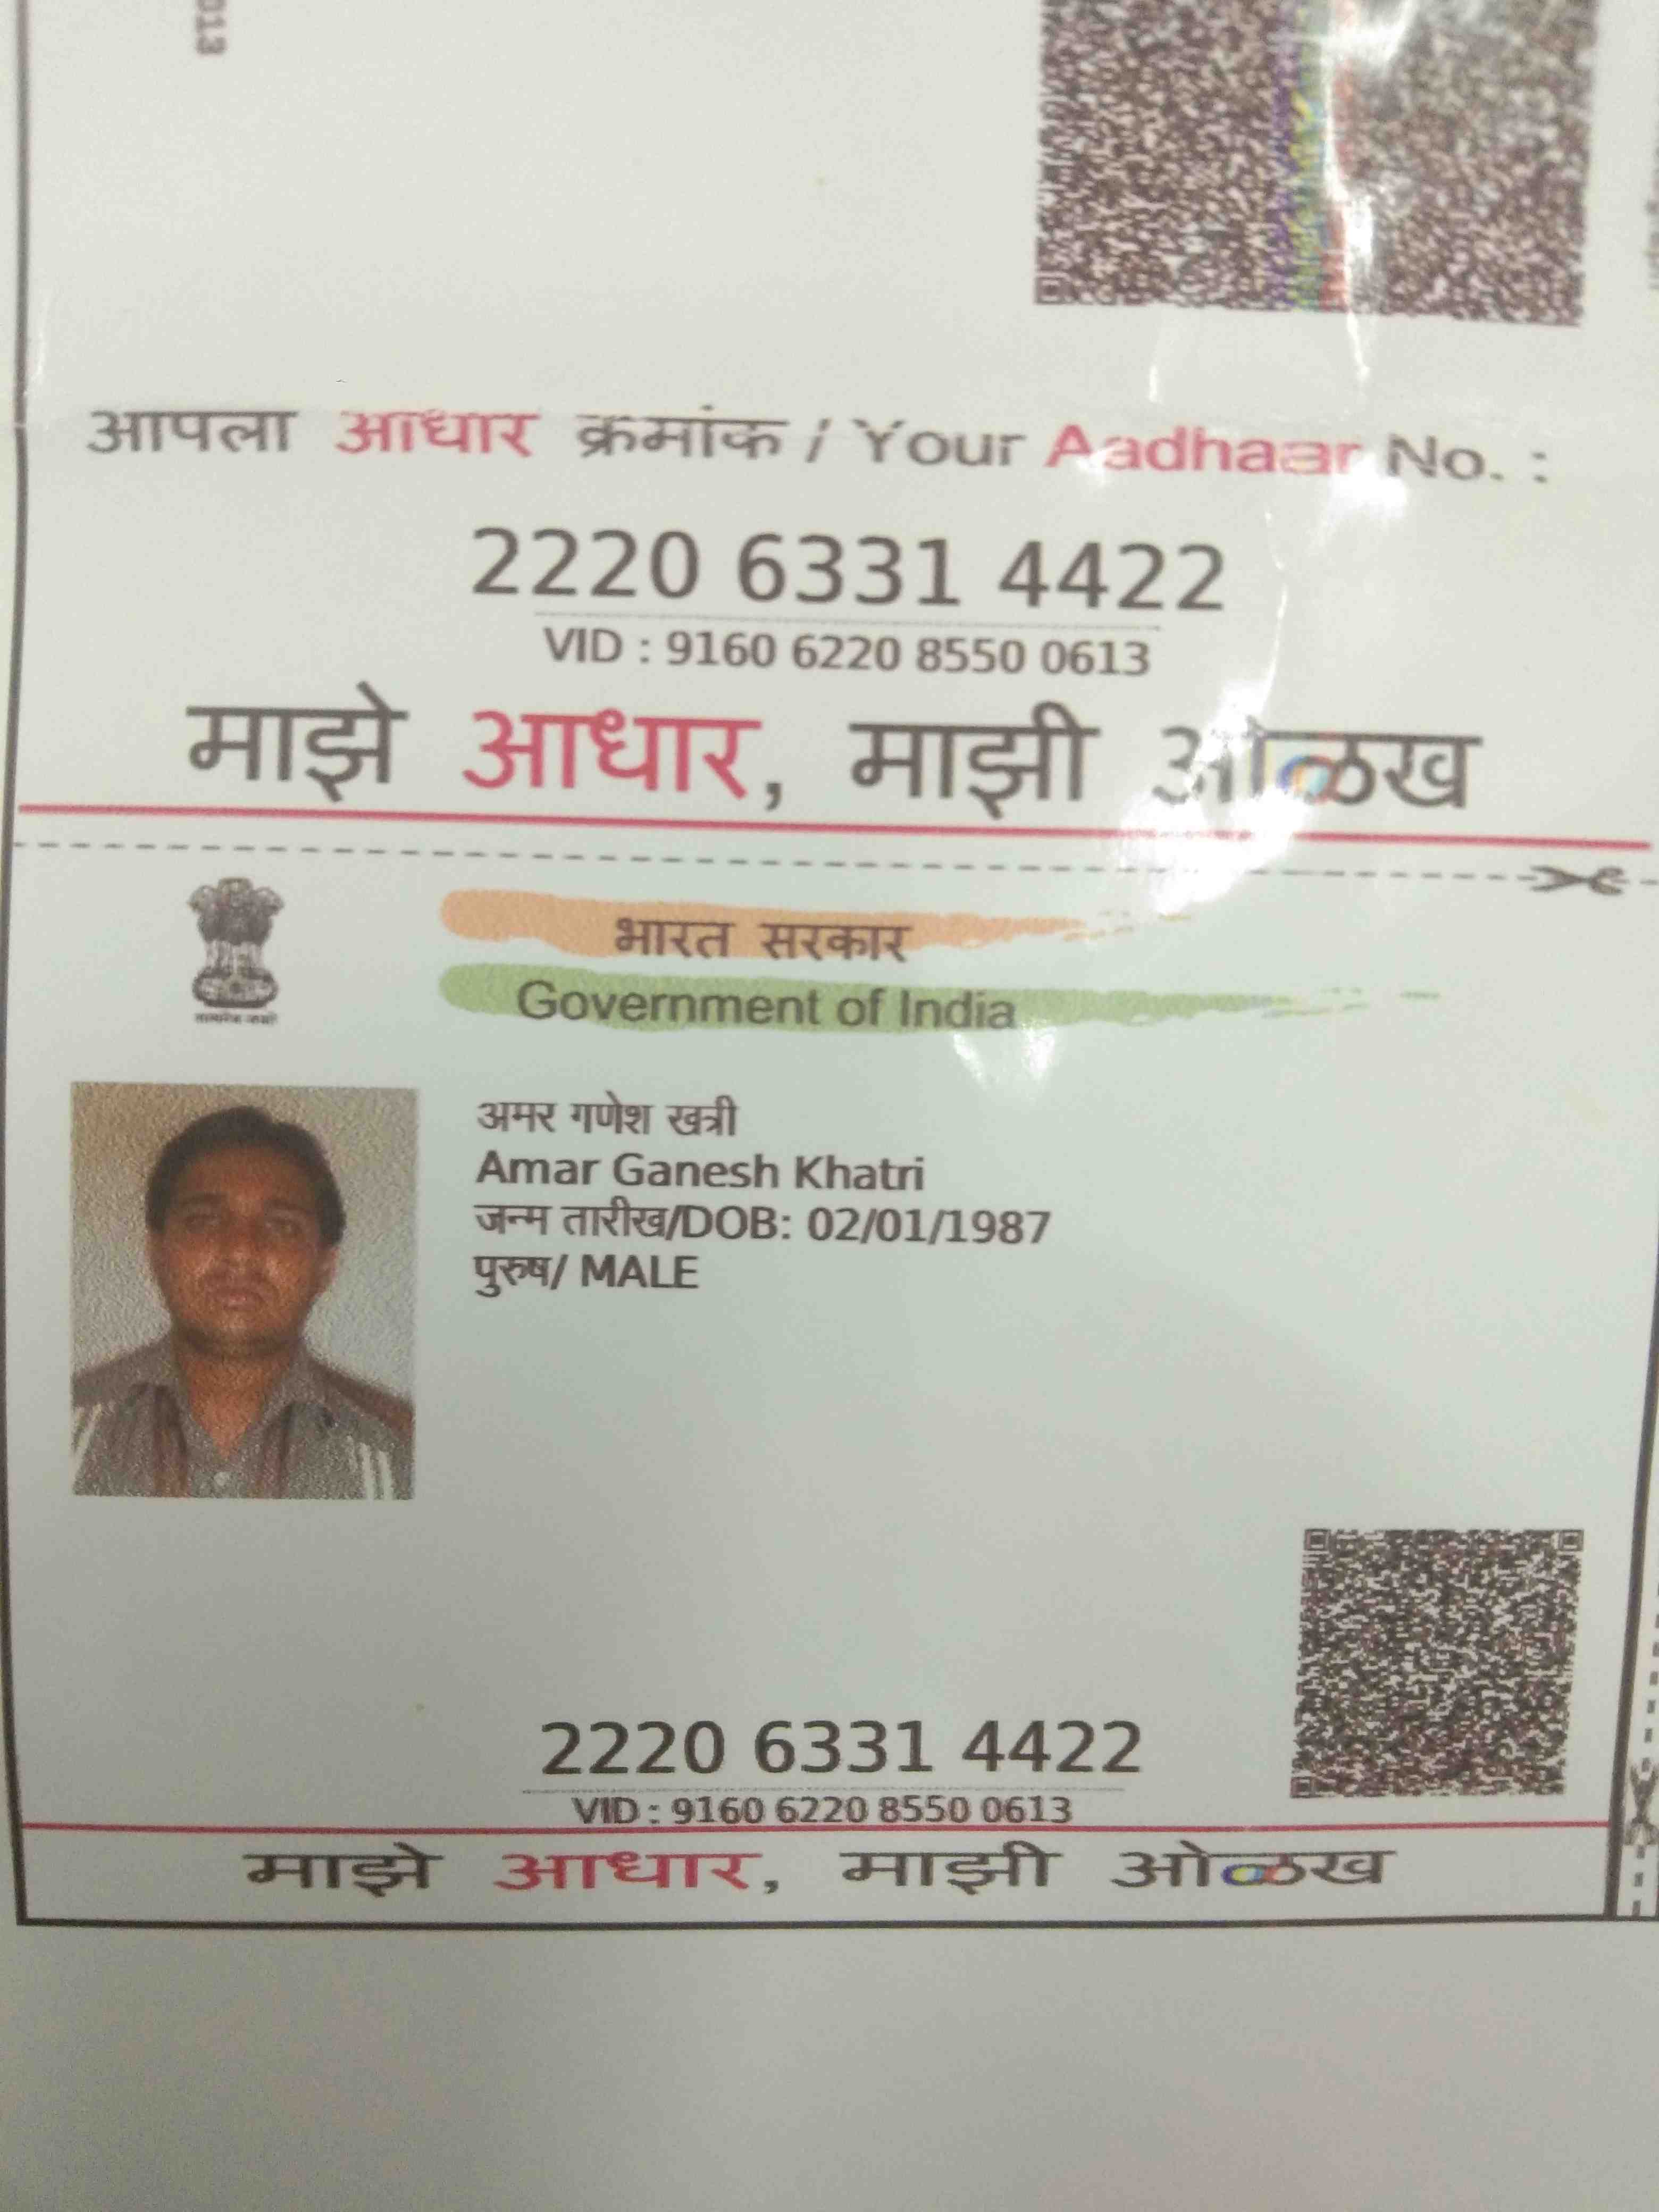 013
आपला आधार क्रमांक / Your Aadhaar No. :
2220 6331 4422
VID : 9160 6220 8550 0613
माझे आधार, माझी ओळख
भारत सरकार
Government of India
अमर गणेश खत्री
Amar Ganesh Khatri
जन्म तारीख/DOB: 02/01/1987
पुरुष/ MALE
2220 6331 4422
VID : 9160 6220 8550 0613
माझे आधार, माझी ओळख